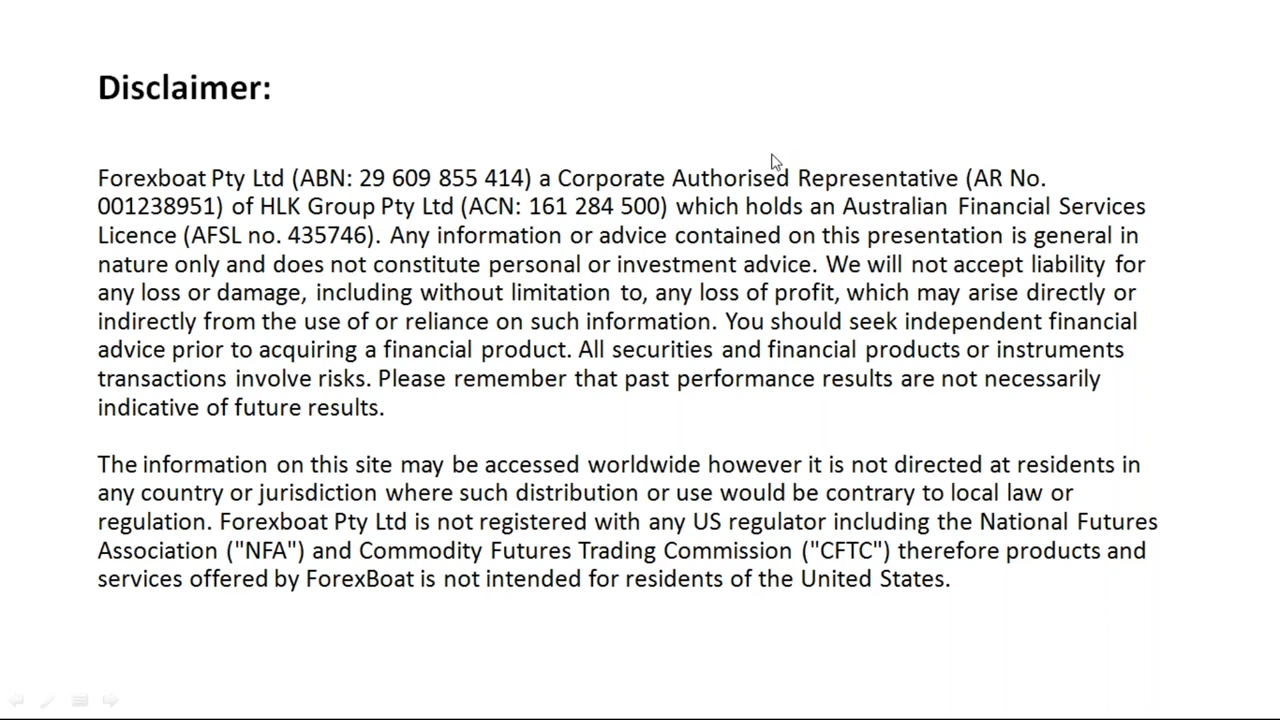 Disclaimer:
Forexboat Pty Ltd (ABN: 29 609 855 414) a Corporate Authorised Representative (AR No.
001238951) of HLK Group Pty Ltd (ACN: 161 284 500) which holds an Australian Financial Services
Licence (AFSL no. 435746). Any information or advice contained on this presentation is general in
nature only and does not constitute personal or investment advice. We will not accept liability for
any loss or damage, including without limitation to, any loss of profit, which may arise directly or
indirectly from the use of or reliance on such information. You should seek independent financial
advice prior to acquiring a financial product. All securities and financial products or instruments
transactions involve risks. Please remember that past performance results are not necessarily
indicative of future results.
The information on this site may be accessed worldwide however it is not directed at residents in
any country or jurisdiction where such distribution or use would be contrary to local law or
regulation. Forexboat Pty Ltd is not registered with any US regulator including the National Futures
Association ("NFA") and Commodity Futures Trading Commission ("CFTC") therefore products and
services offered by ForexBoat is not intended for residents of the United States.